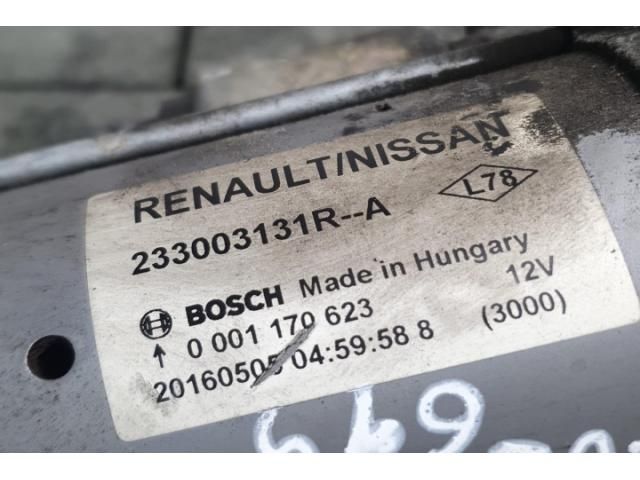 RENAULT/NISSAN
233003131R--A
L78
BOSCH Made in Hungary
0 001 170 623 12V
20160505 04:59:58 8 (3000)